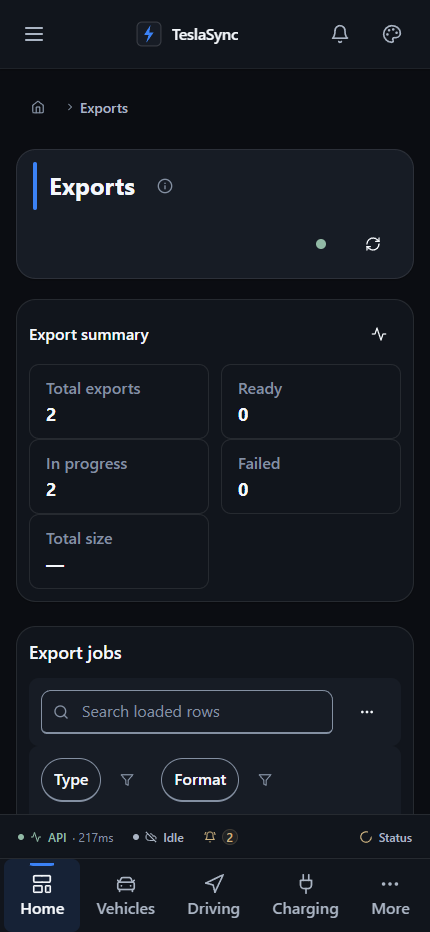 TeslaSync
Exports
Exports
Export summary
Total exports
2
Ready
0
In progress
2
Failed
0
Total size
—
Export jobs
Search loaded rows
Type
Format
API · 217ms
Idle
2
Status
Home
Vehicles
Driving
Charging
More